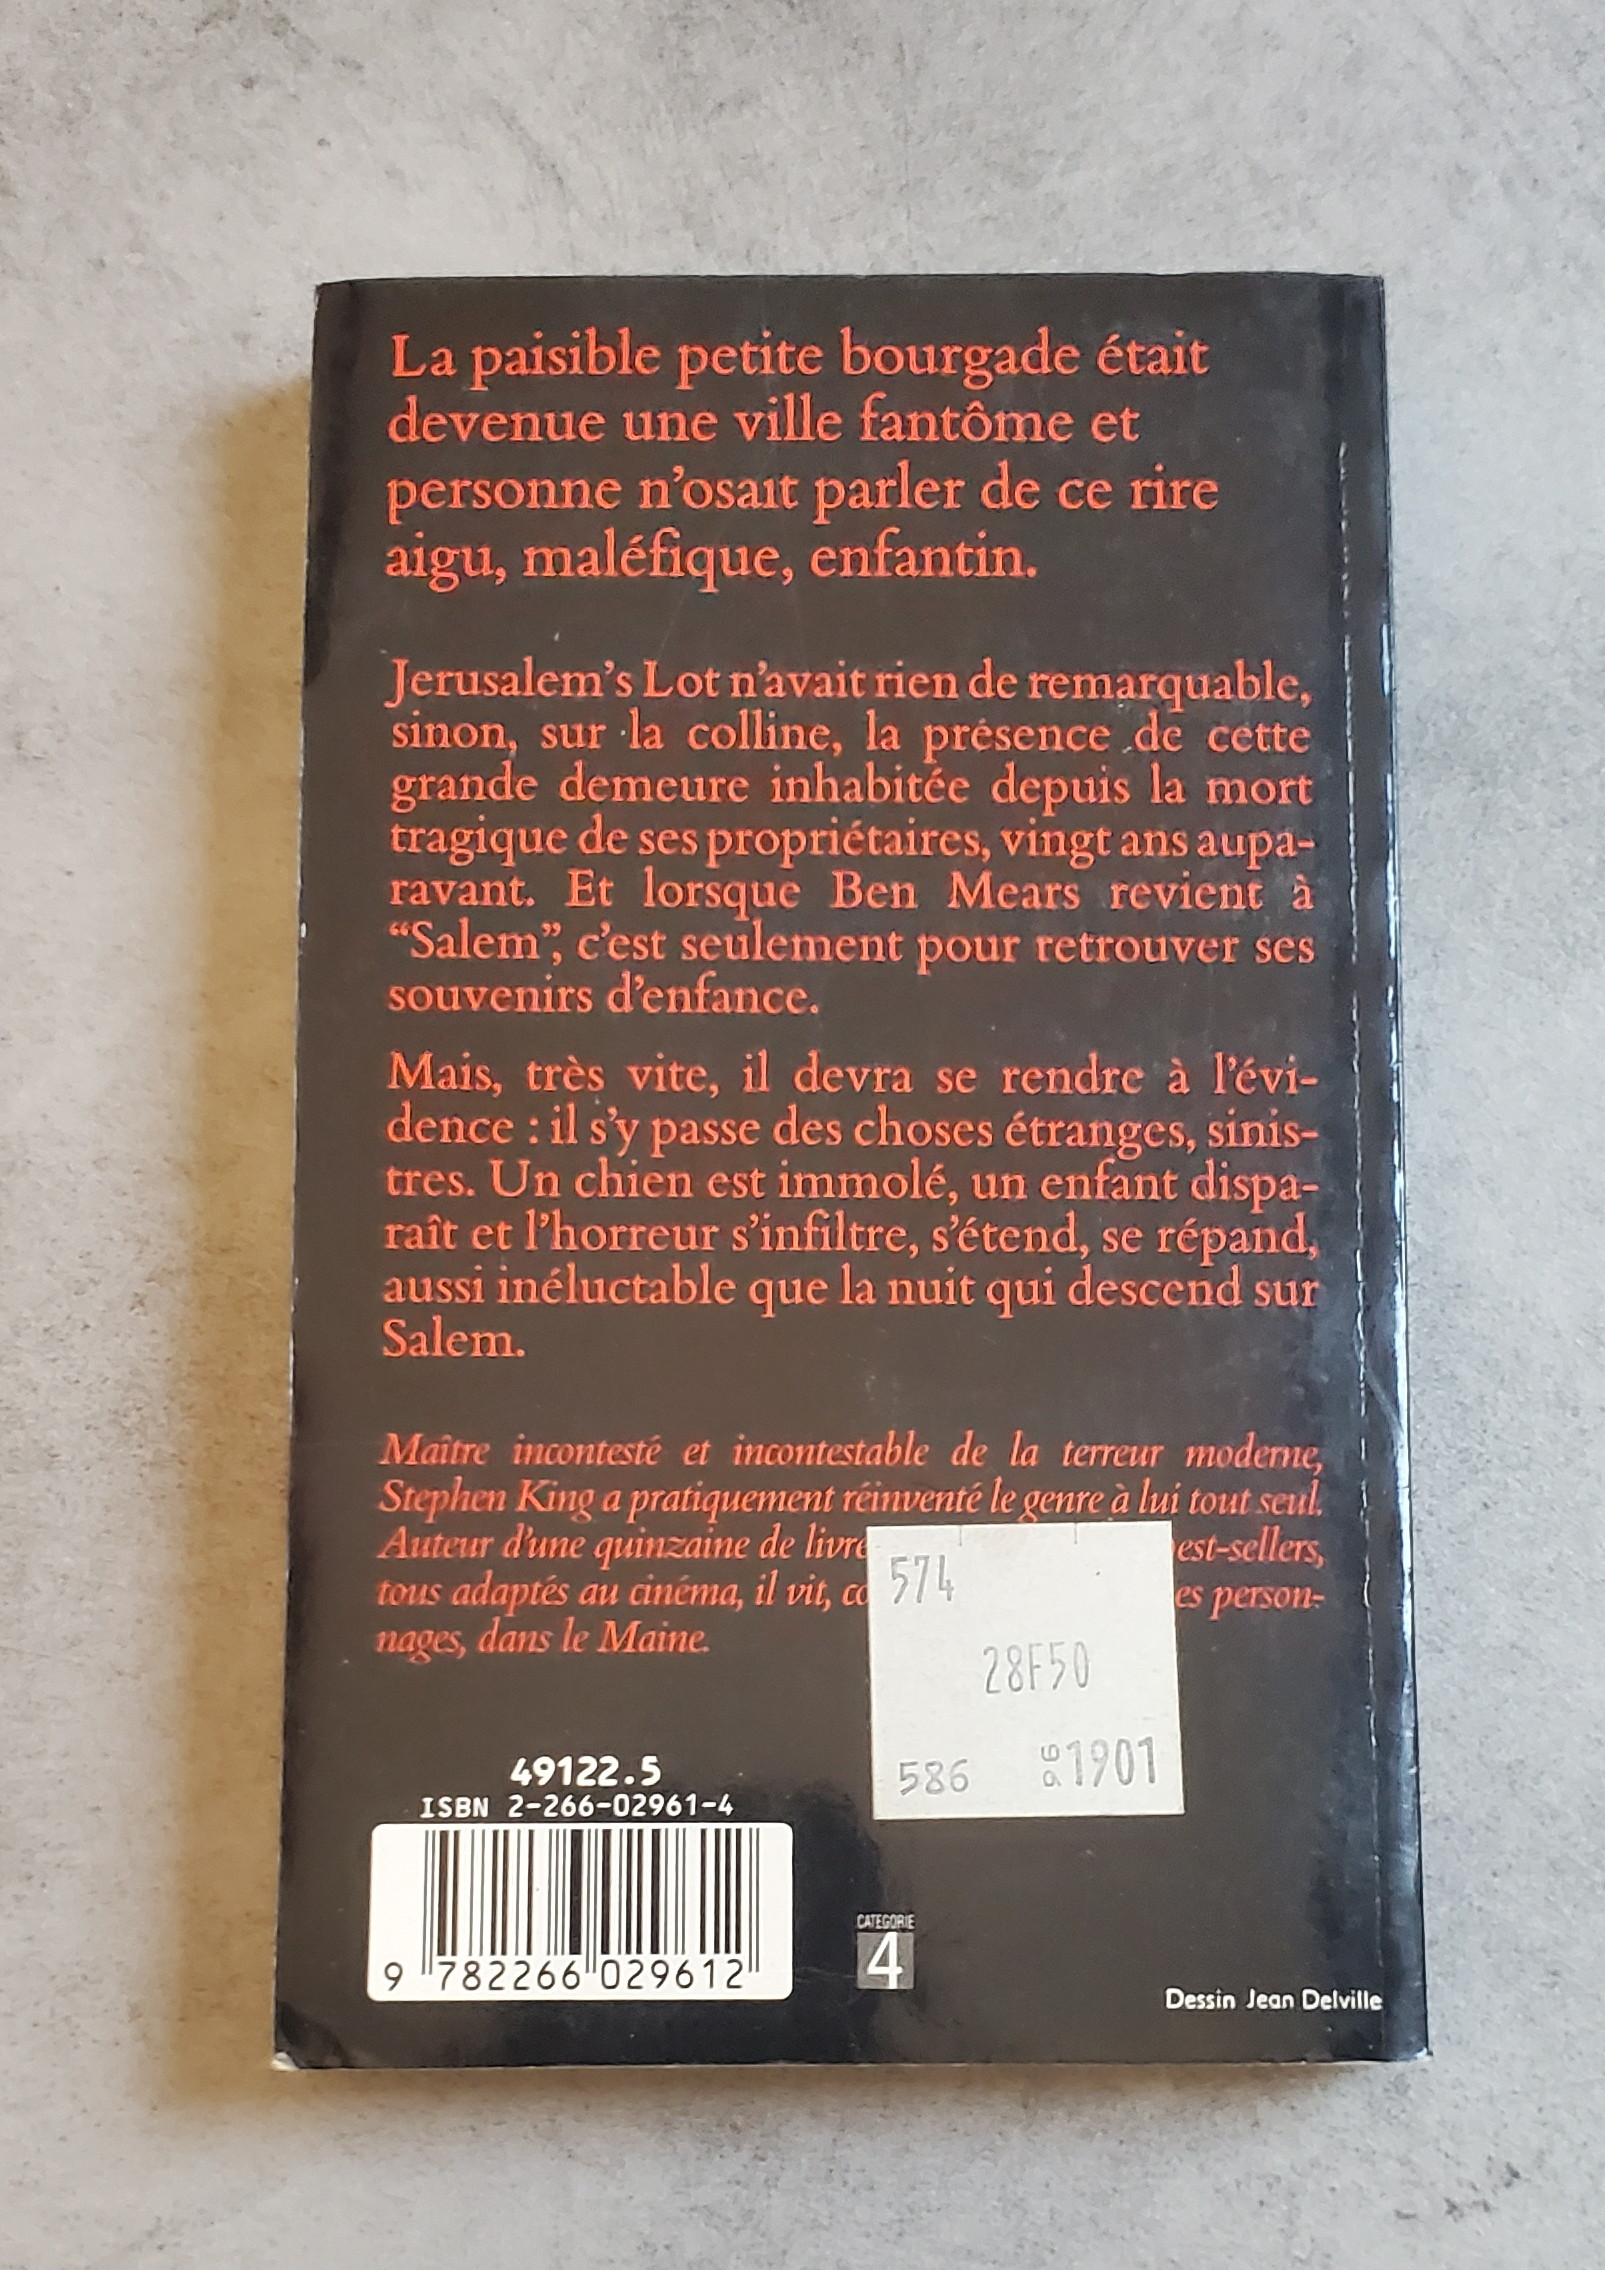 La paisible petite bourgade était
devenue une ville fantôme et
personne n'osait parler de ce rire
aigu, maléfique, enfantin.
Jerusalem's Lot n'avait rien de remarquable,
sinon, sur la colline, la présence de cette
grande demeure inhabitée depuis la mort
tragique de ses propriétaires, vingt ans aupa-
ravant. Et lorsque Ben Mears revient à
“Salem”, c'est seulement pour retrouver ses
souvenirs d'enfance.
Mais, très vite, il devra se rendre à l'évi-
dence : il s'y passe des choses étranges, sinis-
tres. Un chien est immolé, un enfant dispa-
raît et l'horreur s'infiltre, s'étend, se répand,
aussi inéluctable que la nuit qui descend sur
Salem.
Maître incontesté et incontestable de la terreur moderne,
Stephen King a pratiquement réinventé le genre à lui tout seul.
Auteur d'une quinzaine de livre est-sellers,
tous adaptés au cinéma, il vit, co es person-
nages, dans le Maine.
574
28F50
586 96 1901
49122.5
ISBN 2-266-02961-4
9 782266 029612
CATEGORIE
4
Dessin Jean Delville